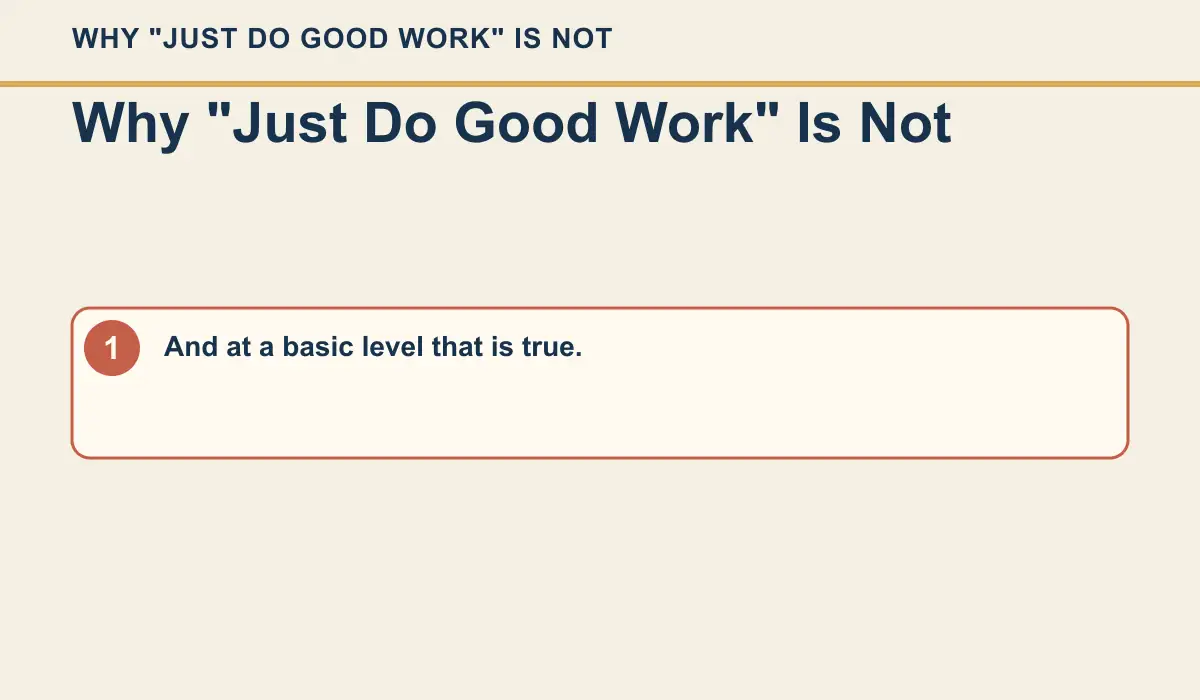 WHY "JUST DO GOOD WORK" IS NOT
Why "Just Do Good Work" Is Not
1 And at a basic level that is true.